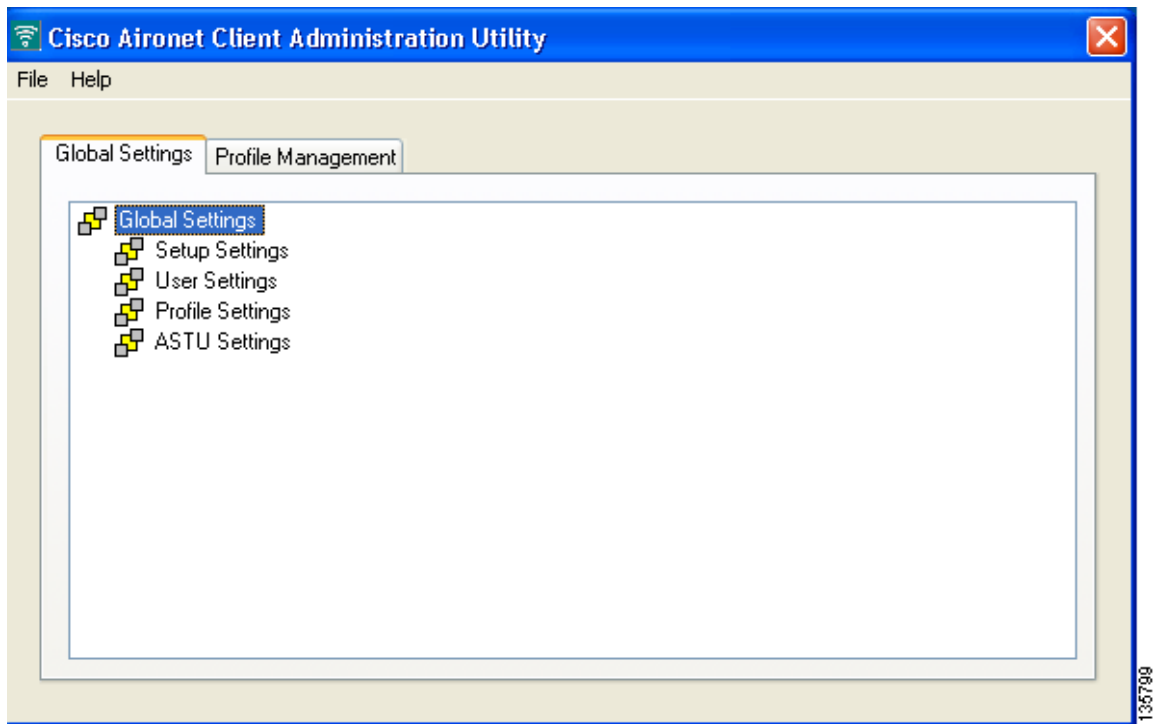 Cisco Aironet Client Administration Utility
File Help
Global Settings Profile Management
Global Settings
Setup Settings
User Settings
Profile Settings
ASTU Settings
135799